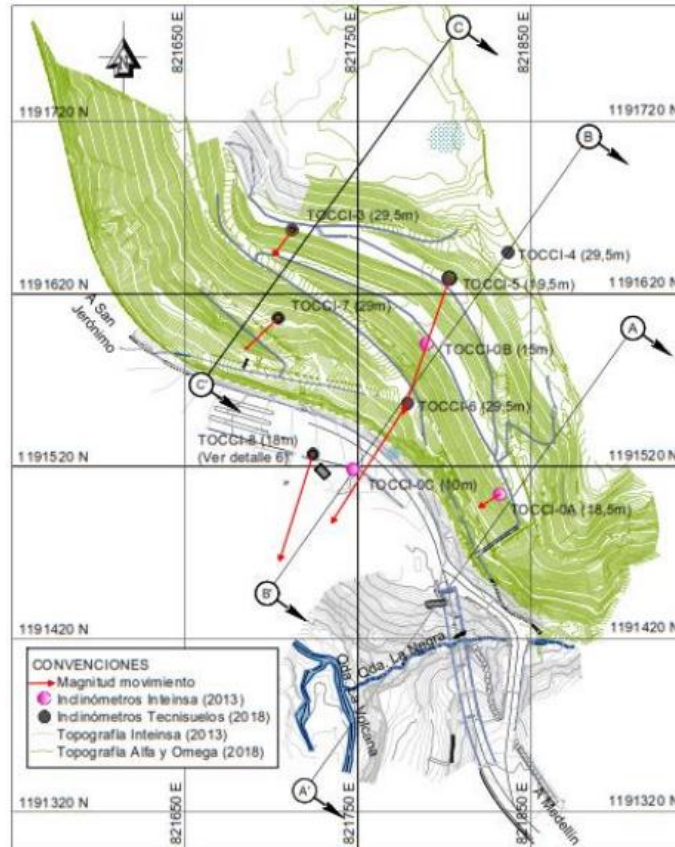 821650 E
821750 E
821850 E
C
1191720 N
1191720 N
B
N
TOCCI-3 (29,5m)
TOCCI-4 (29,5m)
TOCCI-5 (19,5m)
1191620 N
1191620 N
TOCCI-7 (29m)
A San
Jerónimo
TOCCI-0B (15m)
A
C'
TOCCI-6 (29,5m)
TOCCI-8 (18m)
(Ver detalle 6)
1191520 N
1191520 N
TOCCI-0C (10m)
TOCCI-0A (18,5m)
B'
1191420 N
1191420 N
Qda. La Negra
Qda. La Volcana
CONVENCIONES
Magnitud movimiento
Inclinómetros Inteinsa (2013)
Inclinómetros Tecnisuelos (2018)
Topografía Inteinsa (2013)
Topografía Alfa y Omega (2018)
A'
A Medellín
1191320 N
1191320 N
821650 E
821750 E
821850 E